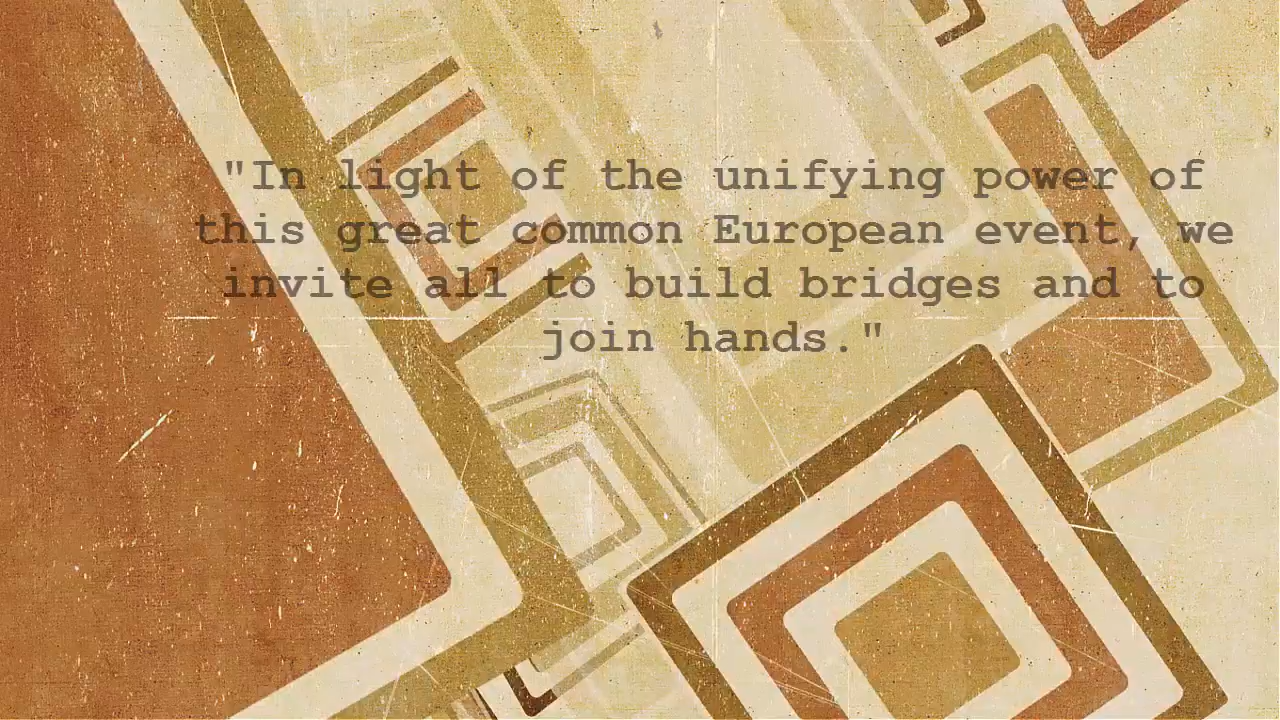 "In light of the unifying power of
this great common European event, we
invite all to build bridges and to
join hands."